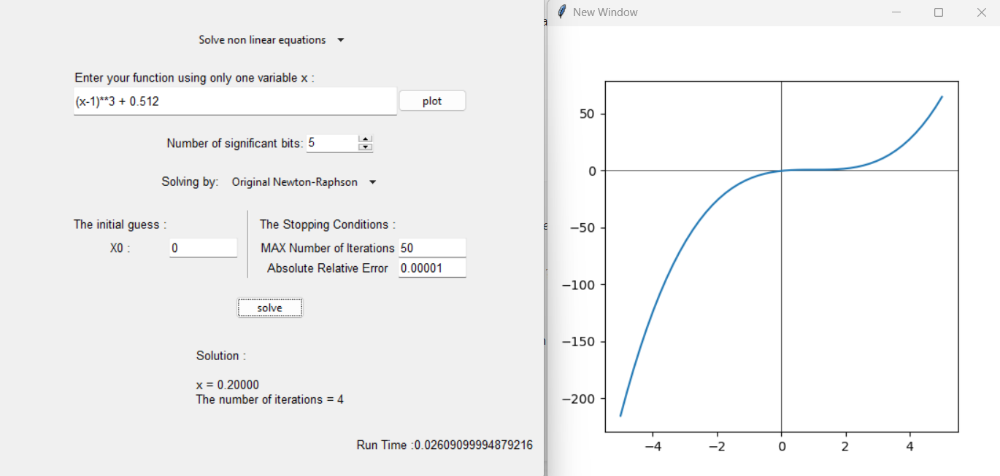 Solve non linear equations
Enter your function using only one variable x :
(x-1)**3 + 0.512
plot
Number of significant bits: 5
Solving by: Original Newton-Raphson
The initial guess :
X0 : 0
The Stopping Conditions :
MAX Number of Iterations 50
Absolute Relative Error 0.00001
solve
Solution :
x = 0.20000
The number of iterations = 4
Run Time :0.02609099994879216
New Window
50
0
−50
−100
−150
−200
−4 −2 0 2 4